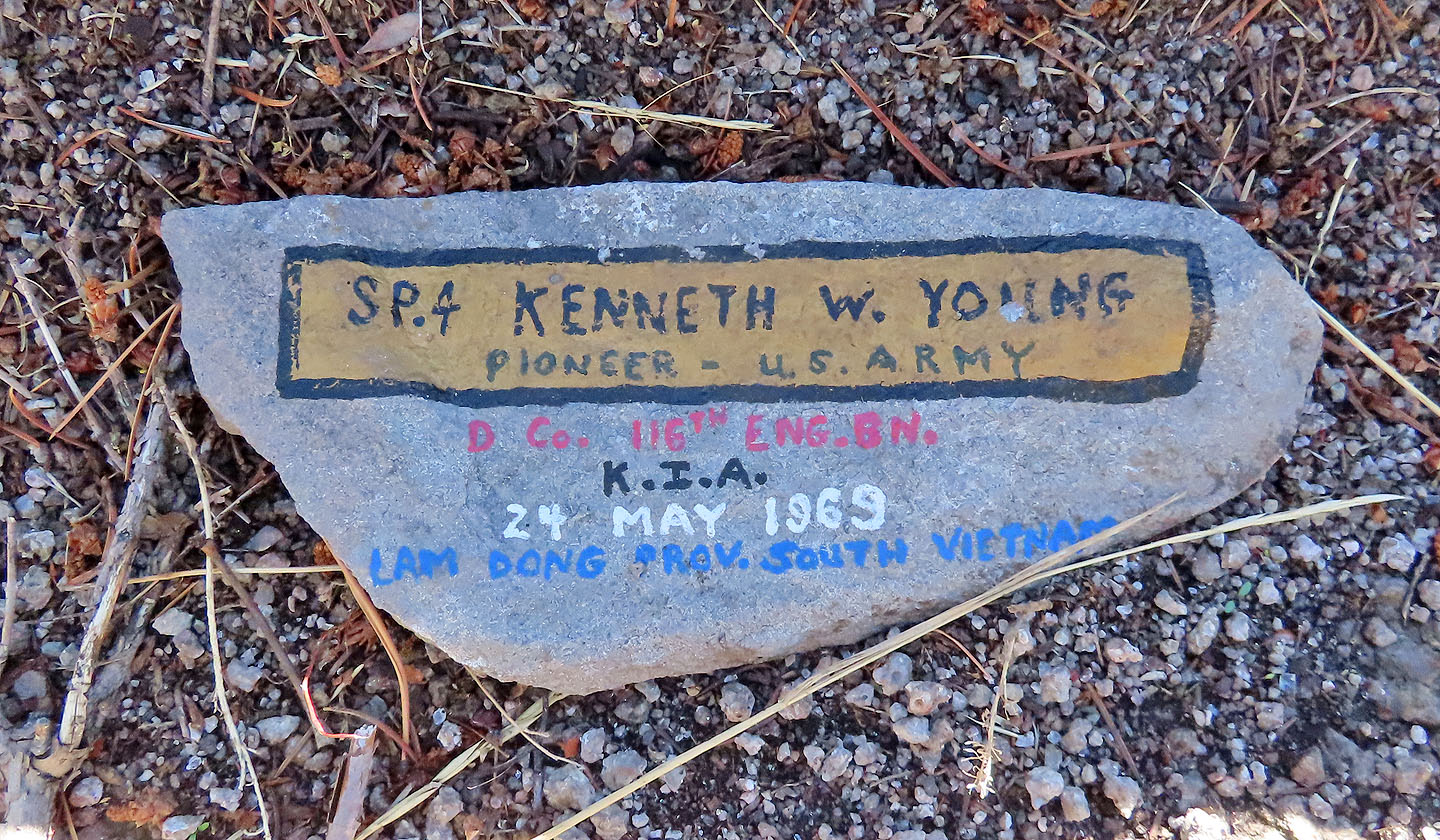 SP.4 KENNETH W. YOUNG
PIONEER - U.S. ARMY
D Co. 116TH ENG.BN.
K.I.A.
24 MAY 1969
LAM DONG PROV. SOUTH VIETNAM